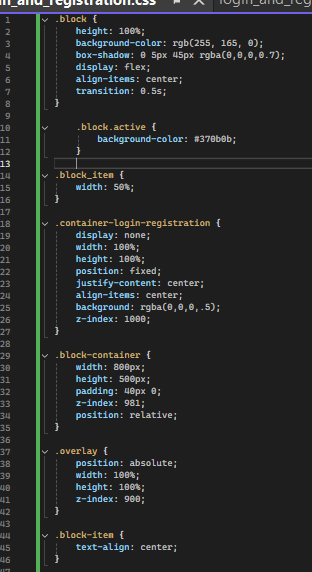 in_and_registration.css login_and_reg
1 .block {
2 height: 100%;
3 background-color: rgb(255, 165, 0);
4 box-shadow: 0 5px 45px rgba(0,0,0,0.7);
5 display: flex;
6 align-items: center;
7 transition: 0.5s;
8 }
9
10 .block.active {
11 background-color: #370b0b;
12 }
13
14 .block_item {
15 width: 50%;
16 }
17
18 .container-login-registration {
19 display: none;
20 width: 100%;
21 height: 100%;
22 position: fixed;
23 justify-content: center;
24 align-items: center;
25 background: rgba(0,0,0,.5);
26 z-index: 1000;
27 }
28
29 .block-container {
30 width: 800px;
31 height: 500px;
32 padding: 40px 0;
33 z-index: 981;
34 position: relative;
35 }
36
37 .overlay {
38 position: absolute;
39 width: 100%;
40 height: 100%;
41 z-index: 900;
42 }
43
44 .block-item {
45 text-align: center;
46 }